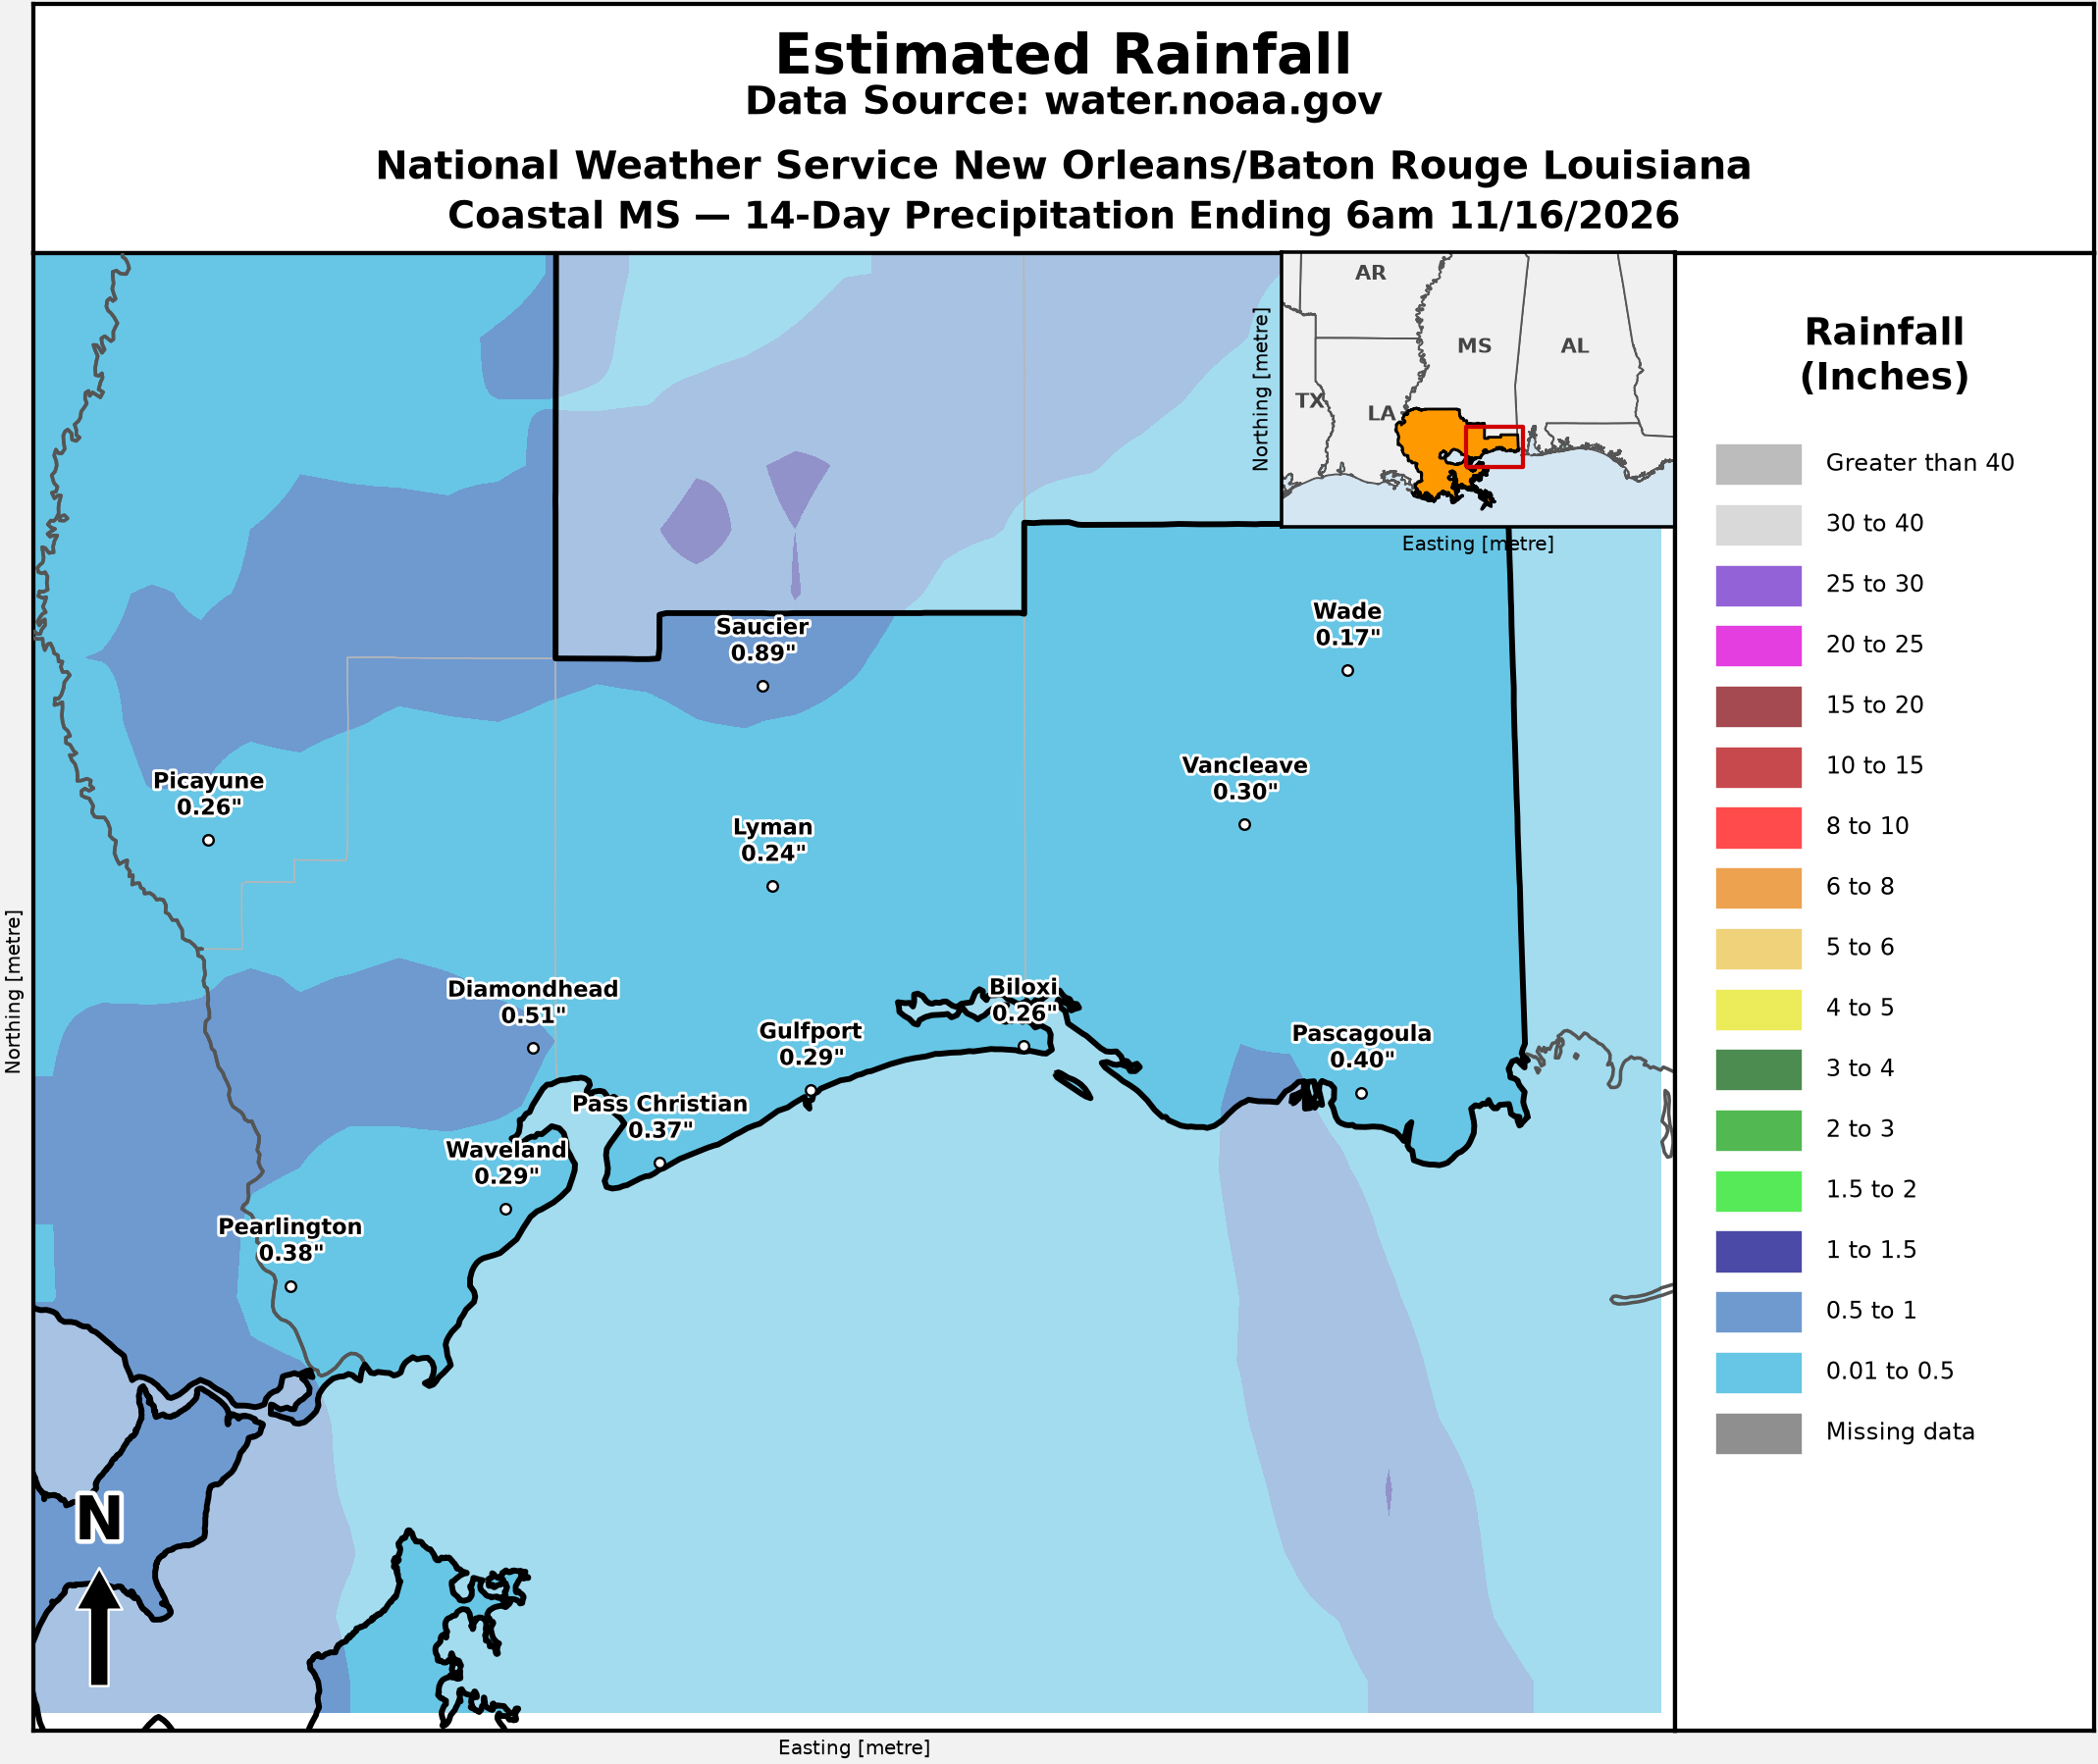 Estimated Rainfall
Data Source: water.noaa.gov
National Weather Service New Orleans/Baton Rouge Louisiana
Coastal MS — 14-Day Precipitation Ending 6am 11/16/2026
AR
MS
AL
TX
LA
Northing [metre]
Easting [metre]
Saucier
0.89"
Wade
0.17"
Picayune
0.26"
Vancleave
0.30"
Lyman
0.24"
Diamondhead
0.51"
Biloxi
0.26"
Gulfport
0.29"
Pascagoula
0.40"
Pass Christian
0.37"
Waveland
0.29"
Pearlington
0.38"
N
Northing [metre]
Easting [metre]
Rainfall
(Inches)
Greater than 40
30 to 40
25 to 30
20 to 25
15 to 20
10 to 15
8 to 10
6 to 8
5 to 6
4 to 5
3 to 4
2 to 3
1.5 to 2
1 to 1.5
0.5 to 1
0.01 to 0.5
Missing data